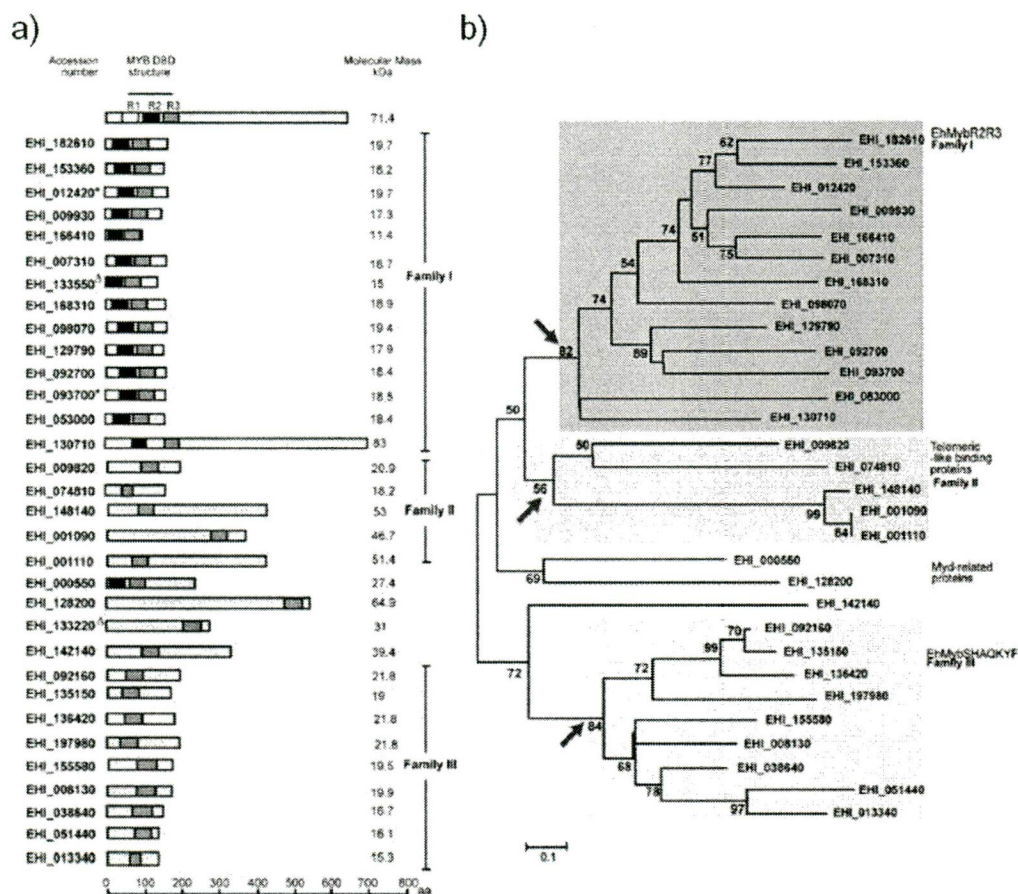 a)
Accession number
MYB DBD structure
Molecular Mass kDa
R1 R2 R3
71.4
EHI_182610 19.7
EHI_153360 18.2
EHI_012420* 19.7
EHI_009930 17.3
EHI_166410 11.4
EHI_007310 18.7
EHI_133550Δ 15
EHI_168310 18.9
EHI_098070 19.4
EHI_129790 17.9
EHI_092700 18.4
EHI_093700* 18.5
EHI_053000 18.4
EHI_130710 83
Family I
EHI_009820 20.9
EHI_074810 18.2
EHI_148140 53
EHI_001090 46.7
EHI_001110 51.4
Family II
EHI_000550 27.4
EHI_128200 64.9
EHI_133220Δ 31
EHI_142140 39.4
EHI_092160 21.8
EHI_135150 19
EHI_136420 21.8
EHI_197980 21.8
EHI_155580 19.5
EHI_008130 19.9
EHI_038640 16.7
EHI_051440 16.1
EHI_013340 15.3
Family III
0 100 200 300 400 500 600 700 800 aa
b)
EHI_182610
EHI_153360
EHI_012420
EHI_009930
EHI_166410
EHI_007310
EHI_168310
EHI_098070
EHI_129790
EHI_092700
EHI_093700
EHI_053000
EHI_130710
62
77
74
51
75
54
74
89
82
50
EhMybR2R3
Family I
EHI_009820
EHI_074810
EHI_148140
EHI_001090
EHI_001110
50
56
99
84
Telomeric like binding proteins
Family II
EHI_000550
EHI_128200
69
Myd-related proteins
EHI_142140
EHI_092160
EHI_135150
EHI_136420
EHI_197980
EHI_155580
EHI_008130
EHI_038640
EHI_051440
EHI_013340
72
70
99
72
84
68
78
97
EhMybSHAQKYF
Family III
0.1